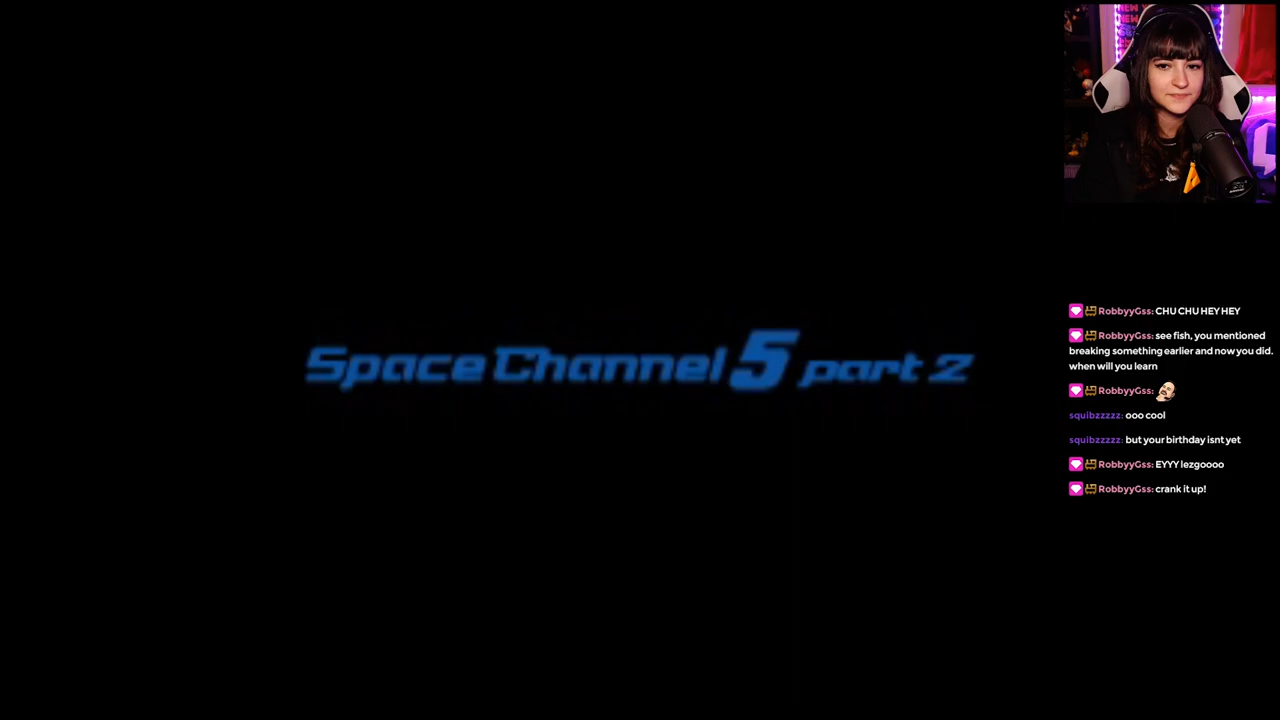 Space Channel 5 part 2
RobbyyGss: CHU CHU HEY HEY
RobbyyGss: see fish, you mentioned
breaking something earlier and now you did.
when will you learn
RobbyyGss:
squibzzzzz: ooo cool
squibzzzzz: but your birthday isnt yet
RobbyyGss: EYYY lezgoooo
RobbyyGss: crank it up!